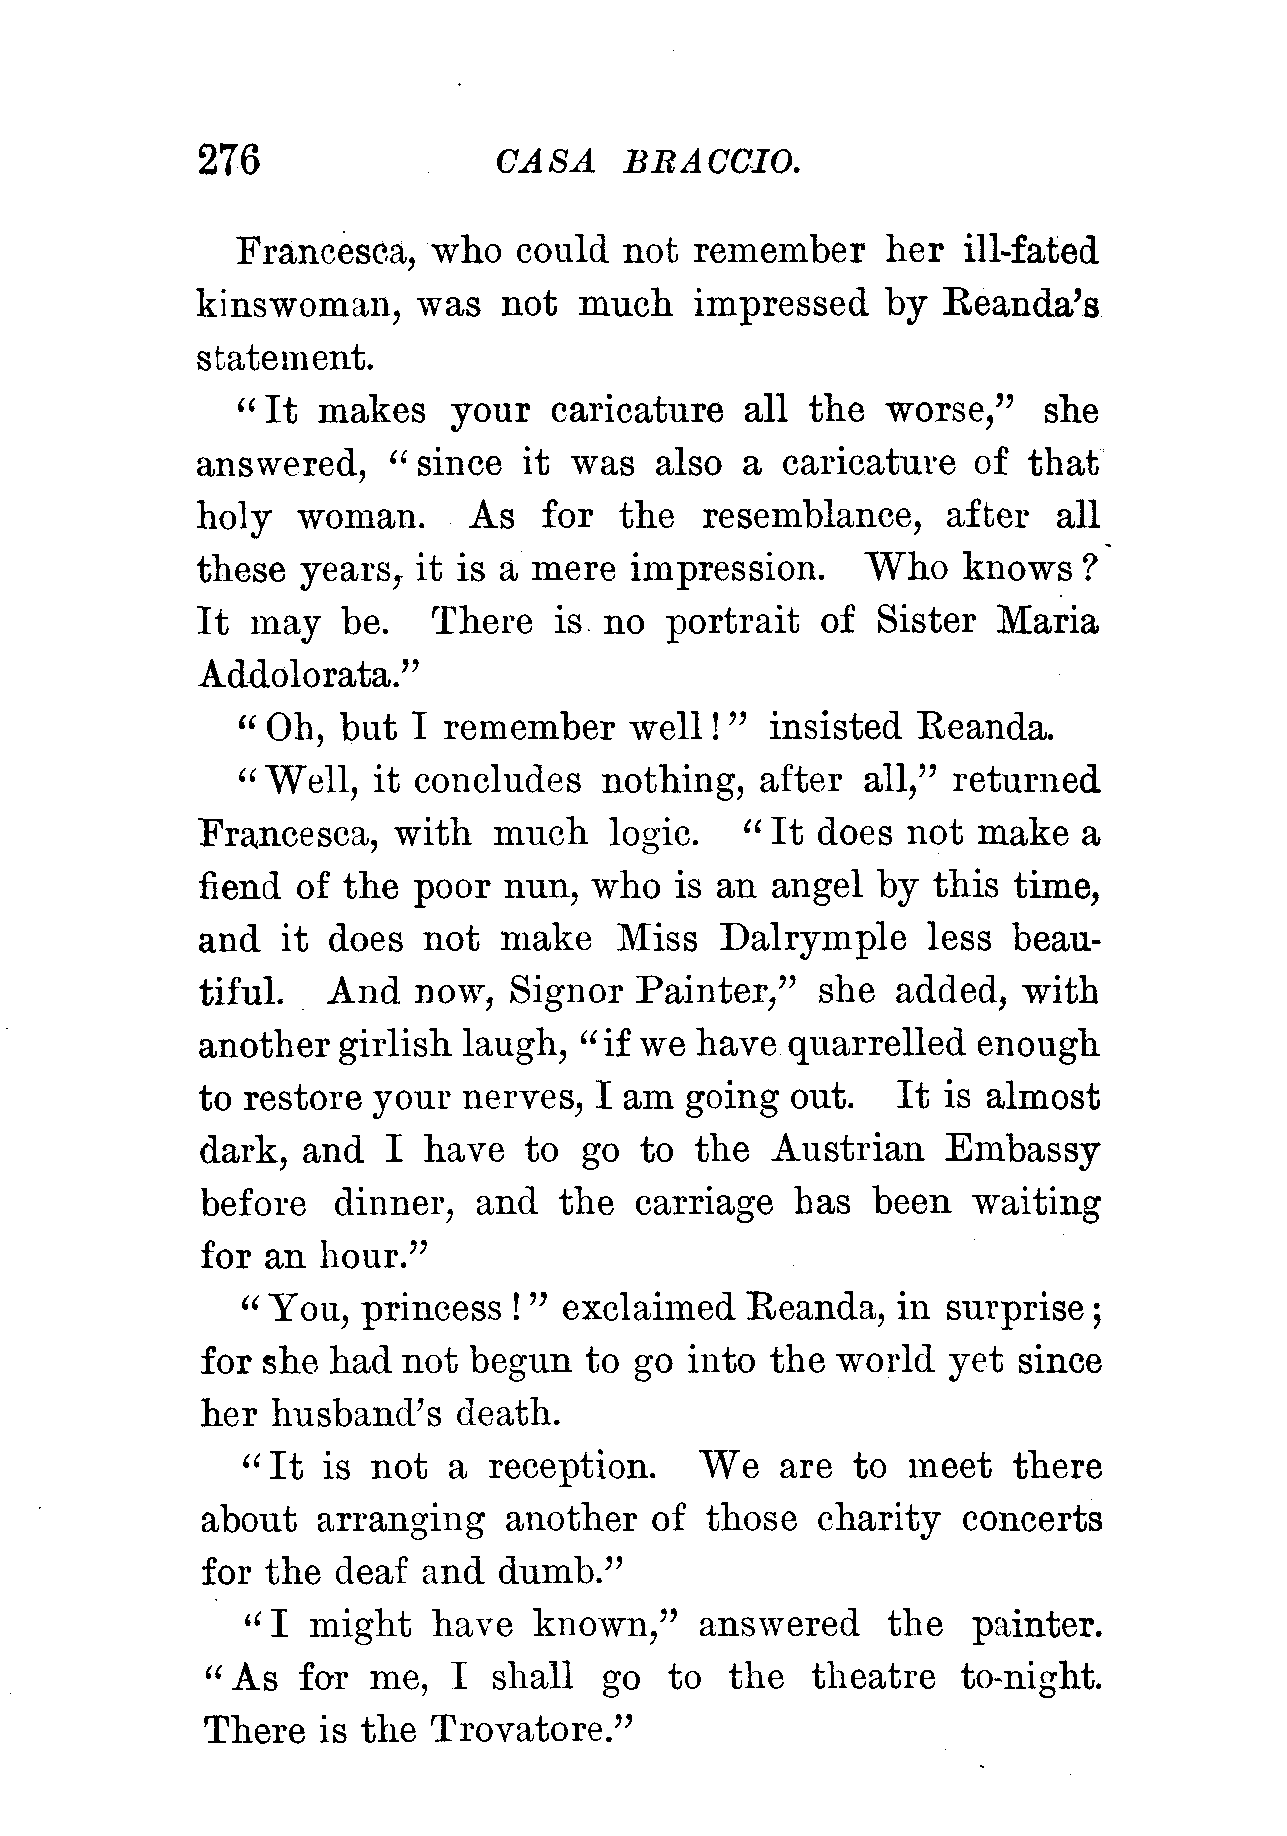 276 CASA BRACCIO.
Francesca, who could not remember her ill-fated
kinswoman, was not much impressed by Reanda's
statement.
“It makes your caricature all the worse,” she
answered, “since it was also a caricature of that
holy woman. As for the resemblance, after all
these years, it is a mere impression. Who knows?
It may be. There is no portrait of Sister Maria
Addolorata.”
“Oh, but I remember well!” insisted Reanda.
“Well, it concludes nothing, after all,” returned
Francesca, with much logic. “It does not make a
fiend of the poor nun, who is an angel by this time,
and it does not make Miss Dalrymple less beau-
tiful. And now, Signor Painter,” she added, with
another girlish laugh, “if we have quarrelled enough
to restore your nerves, I am going out. It is almost
dark, and I have to go to the Austrian Embassy
before dinner, and the carriage has been waiting
for an hour.”
“You, princess!” exclaimed Reanda, in surprise;
for she had not begun to go into the world yet since
her husband's death.
“It is not a reception. We are to meet there
about arranging another of those charity concerts
for the deaf and dumb.”
“I might have known,” answered the painter.
“As for me, I shall go to the theatre to-night.
There is the Trovatore.”